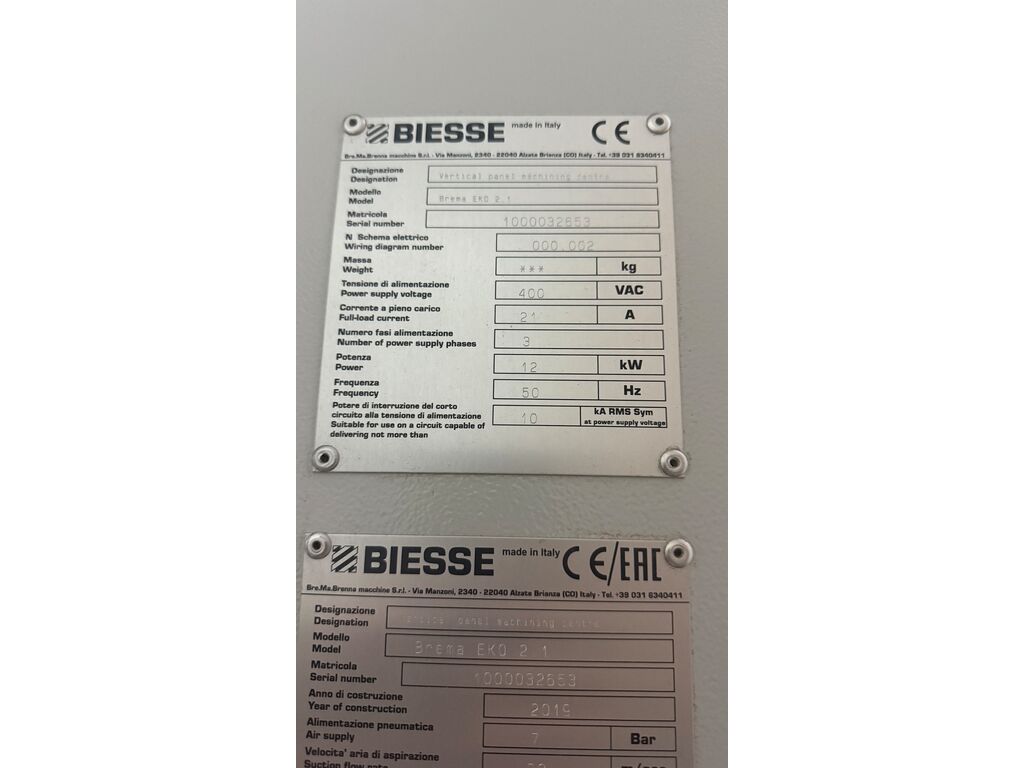 BIESSE made in Italy CE
Bre.Ma.Brenna macchine S.r.l. - Via Manzoni, 2340 - 22040 Alzate Brianza (CO) Italy - Tel. +39 031 6340411
Designazione
Designation Vertical panel machining centre
Modello
Model Brema EKO 2.1
Matricola
Serial number 1000032653
N Schema elettrico
Wiring diagram number 000.062
Massa
Weight *** kg
Tensione di alimentazione
Power supply voltage 400 VAC
Corrente a pieno carico
Full-load current 21 A
Numero fasi alimentazione
Number of power supply phases 3
Potenza
Power 12 kW
Frequenza
Frequency 50 Hz
Potere di interruzione del corto
circuito alla tensione di alimentazione
Suitable for use on a circuit capable of
delivering not more than
10 kA RMS Sym
at power supply voltage
BIESSE made in Italy CE/EAC
Bre.Ma.Brenna macchine S.r.l. - Via Manzoni, 2340 - 22040 Alzate Brianza (CO) Italy - Tel. +39 031 6340411
Designazione
Designation Vertical panel machining centre
Modello
Model Brema EKO 2 1
Matricola
Serial number 1000032653
Anno di costruzione
Year of construction 2019
Alimentazione pneumatica
Air supply 7 Bar
Velocita' aria di aspirazione
Suction flow rate